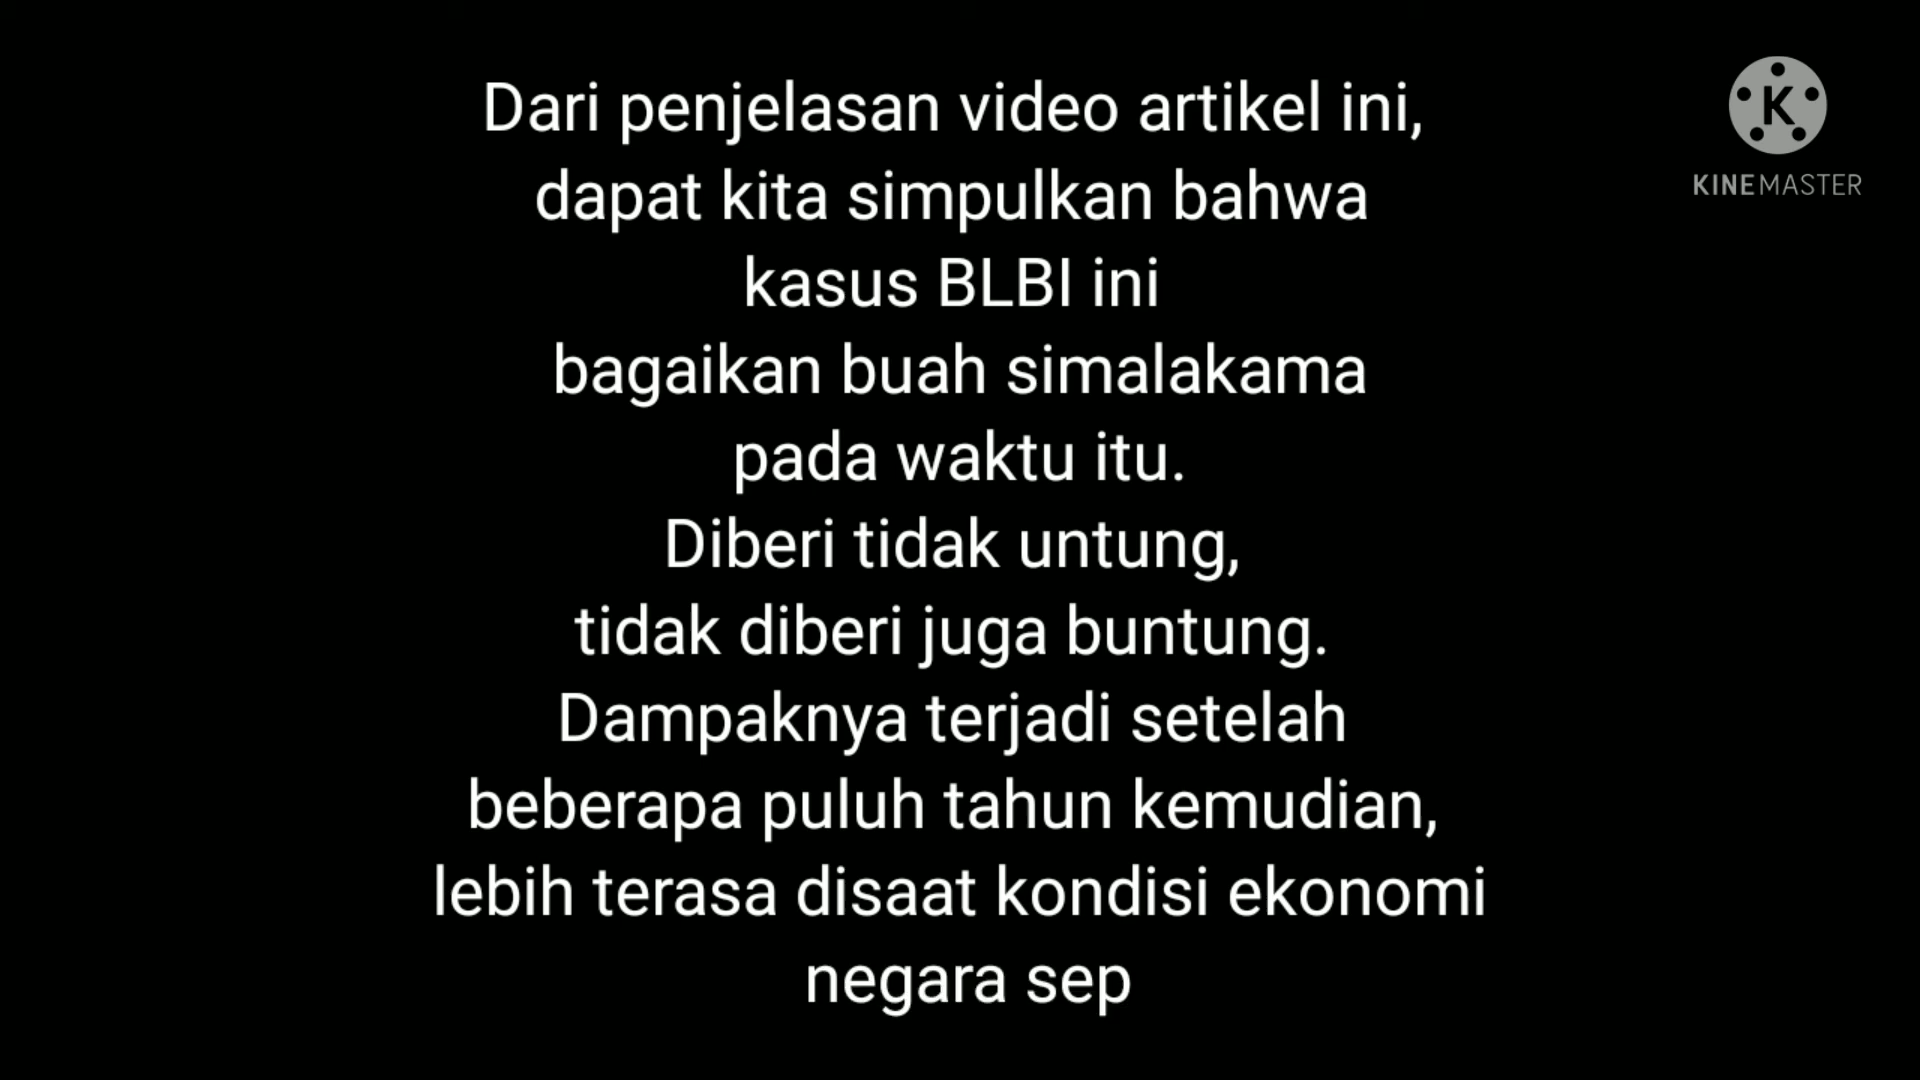 Dari penjelasan video artikel ini,
dapat kita simpulkan bahwa
kasus BLBI ini
bagaikan buah simalakama
pada waktu itu.
Diberi tidak untung,
tidak diberi juga buntung.
Dampaknya terjadi setelah
beberapa puluh tahun kemudian,
lebih terasa disaat kondisi ekonomi
negara sep
K
KINEMASTER